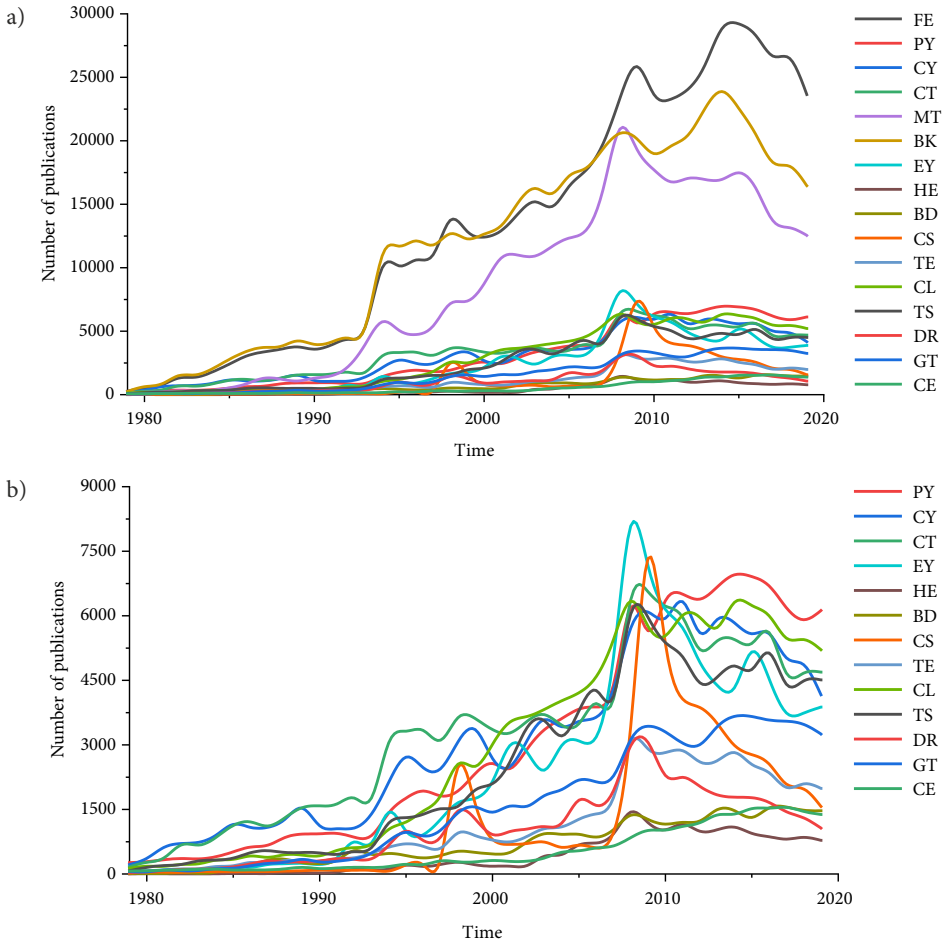 a)
Number of publications
30000
25000
20000
15000
10000
5000
0
1980
1990
2000
2010
2020
Time
FE
PY
CY
CT
MT
BK
EY
HE
BD
CS
TE
CL
TS
DR
GT
CE
b)
Number of publications
9000
7500
6000
4500
3000
1500
0
1980
1990
2000
2010
2020
Time
PY
CY
CT
EY
HE
BD
CS
TE
CL
TS
DR
GT
CE